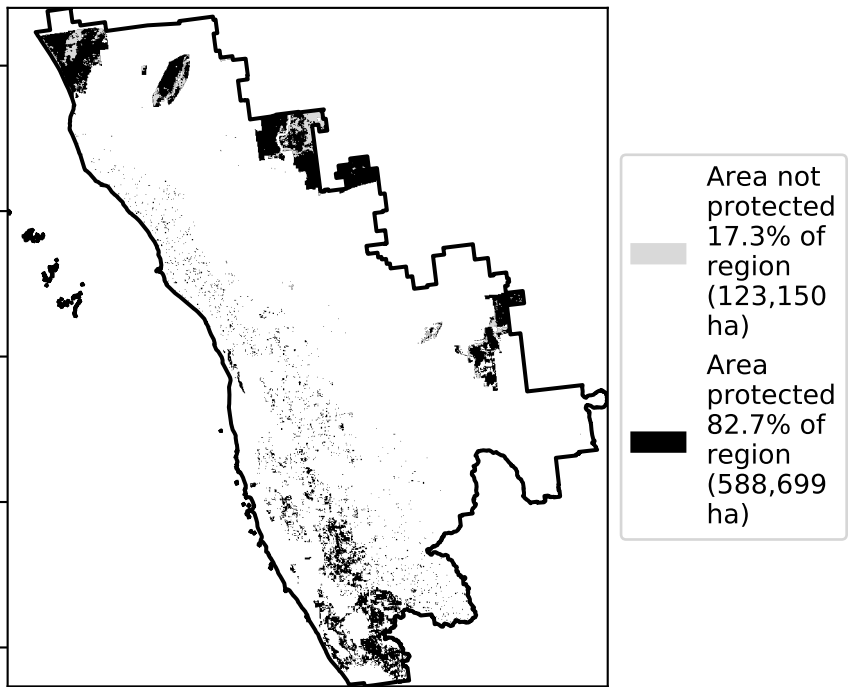 Area not
protected
17.3% of
region
(123,150
ha)
Area
protected
82.7% of
region
(588,699
ha)